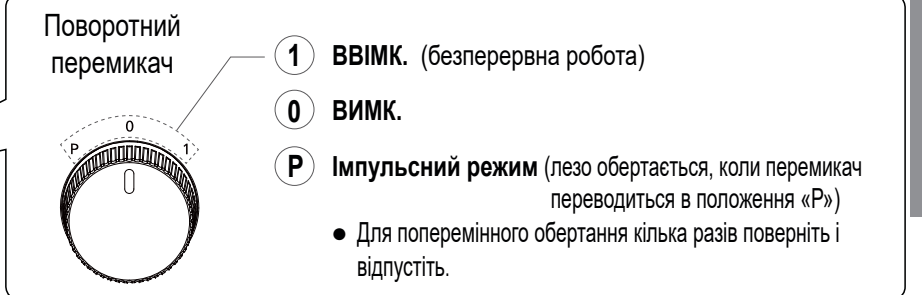 Поворотний
перемикач
P
0
1
1 ВВІМК. (безперервна робота)
0 ВИМК.
P Імпульсний режим (лезо обертається, коли перемикач
переводиться в положення «P»)
● Для поперемінного обертання кілька разів поверніть і
відпустіть.